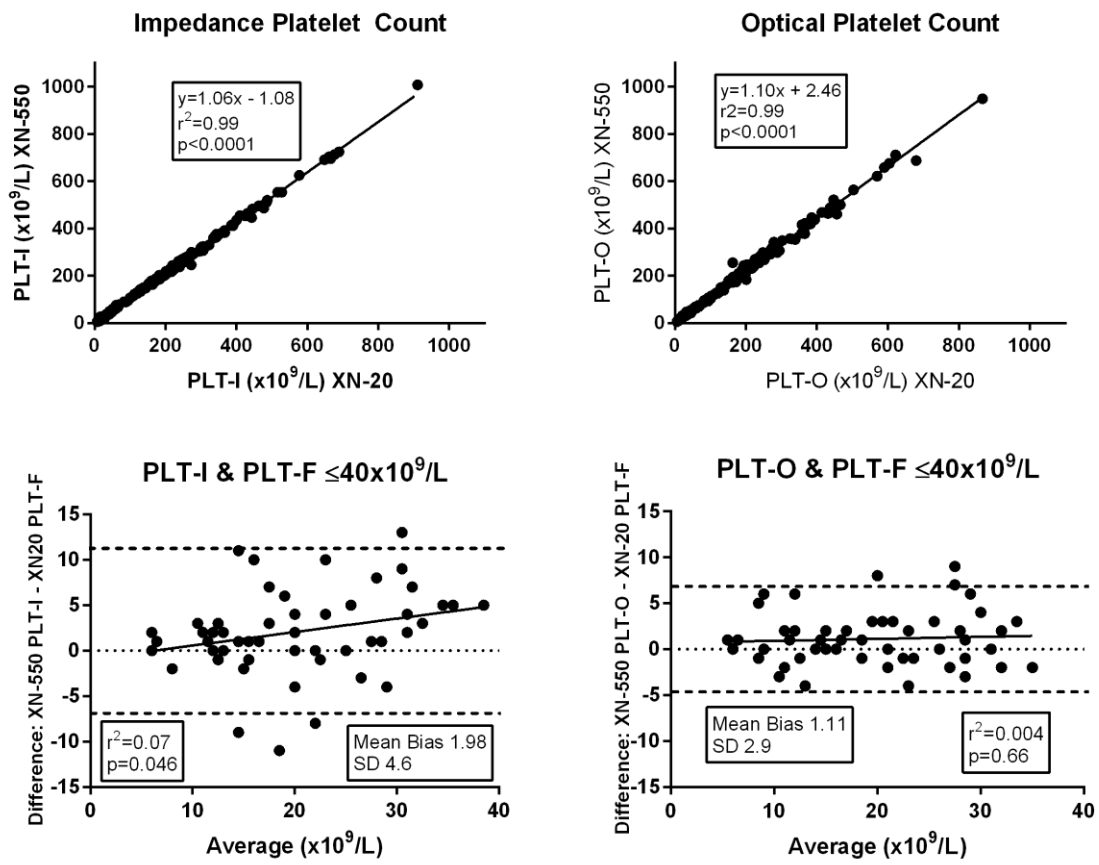 Impedance Platelet Count
PLT-I (x10⁹/L) XN-550
1000
800
600
400
200
0
y=1.06x - 1.08
r²=0.99
p<0.0001
0 200 400 600 800 1000
PLT-I (x10⁹/L) XN-20
Optical Platelet Count
PLT-O (x10⁹/L) XN-550
1000
800
600
400
200
0
y=1.10x + 2.46
r2=0.99
p<0.0001
0 200 400 600 800 1000
PLT-O (x10⁹/L) XN-20
PLT-I & PLT-F ≤40x10⁹/L
Difference: XN-550 PLT-I - XN20 PLT-F
15
10
5
0
-5
-10
-15
r²=0.07
p=0.046
Mean Bias 1.98
SD 4.6
0 10 20 30 40
Average (x10⁹/L)
PLT-O & PLT-F ≤40x10⁹/L
Difference: XN-550 PLT-O - XN-20 PLT-F
15
10
5
0
-5
-10
-15
Mean Bias 1.11
SD 2.9
r²=0.004
p=0.66
0 10 20 30 40
Average (x10⁹/L)